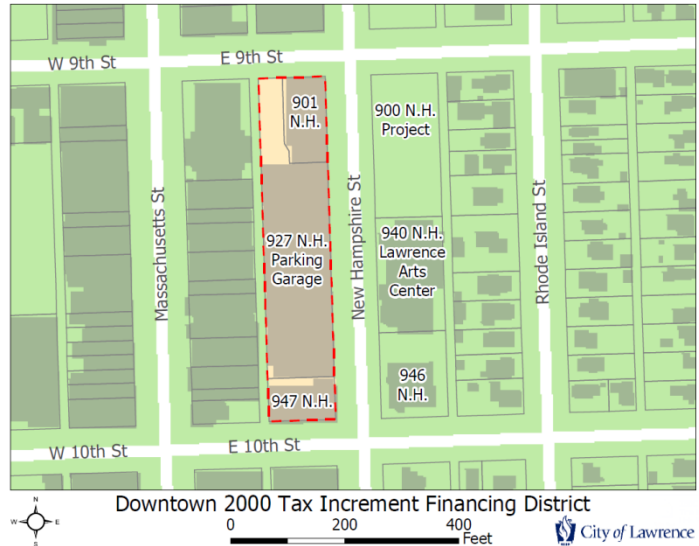 W 9th St
E 9th St
901
N.H.
900 N.H.
Project
Massachusetts St
927 N.H.
Parking
Garage
New Hampshire St
940 N.H.
Lawrence
Arts
Center
Rhode Island St
946
N.H.
947 N.H.
W 10th St
E 10th St
Downtown 2000 Tax Increment Financing District
N
W
E
S
0
200
400
Feet
City of Lawrence